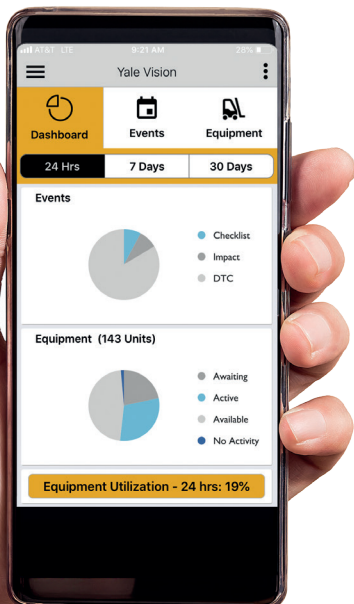 AT&T LTE 9:21 AM 28%
Yale Vision
Dashboard Events Equipment
24 Hrs 7 Days 30 Days
Events
Checklist
Impact
DTC
Equipment (143 Units)
Awaiting
Active
Available
No Activity
Equipment Utilization - 24 hrs: 19%